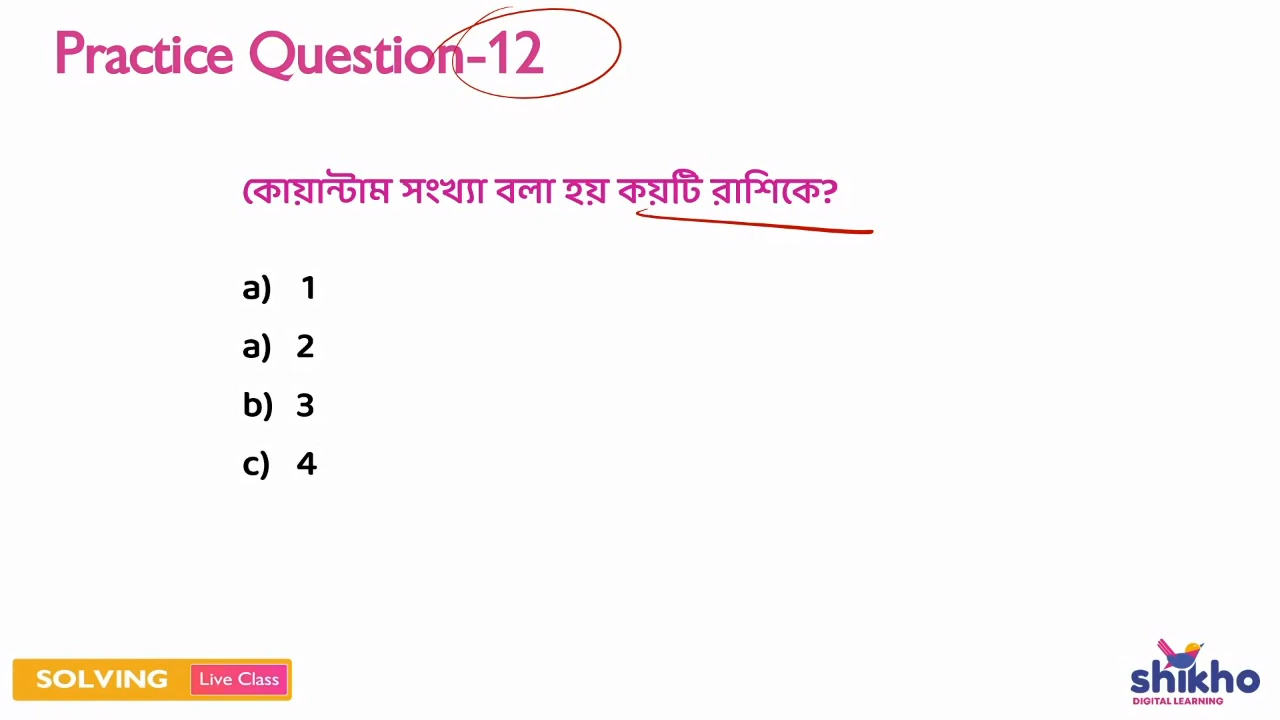 Practice Question-12
কোয়ান্টাম সংখ্যা বলা হয় কয়টি রাশিকে?
a) 1
a) 2
b) 3
c) 4
SOLVING Live Class
shikho
DIGITAL LEARNING